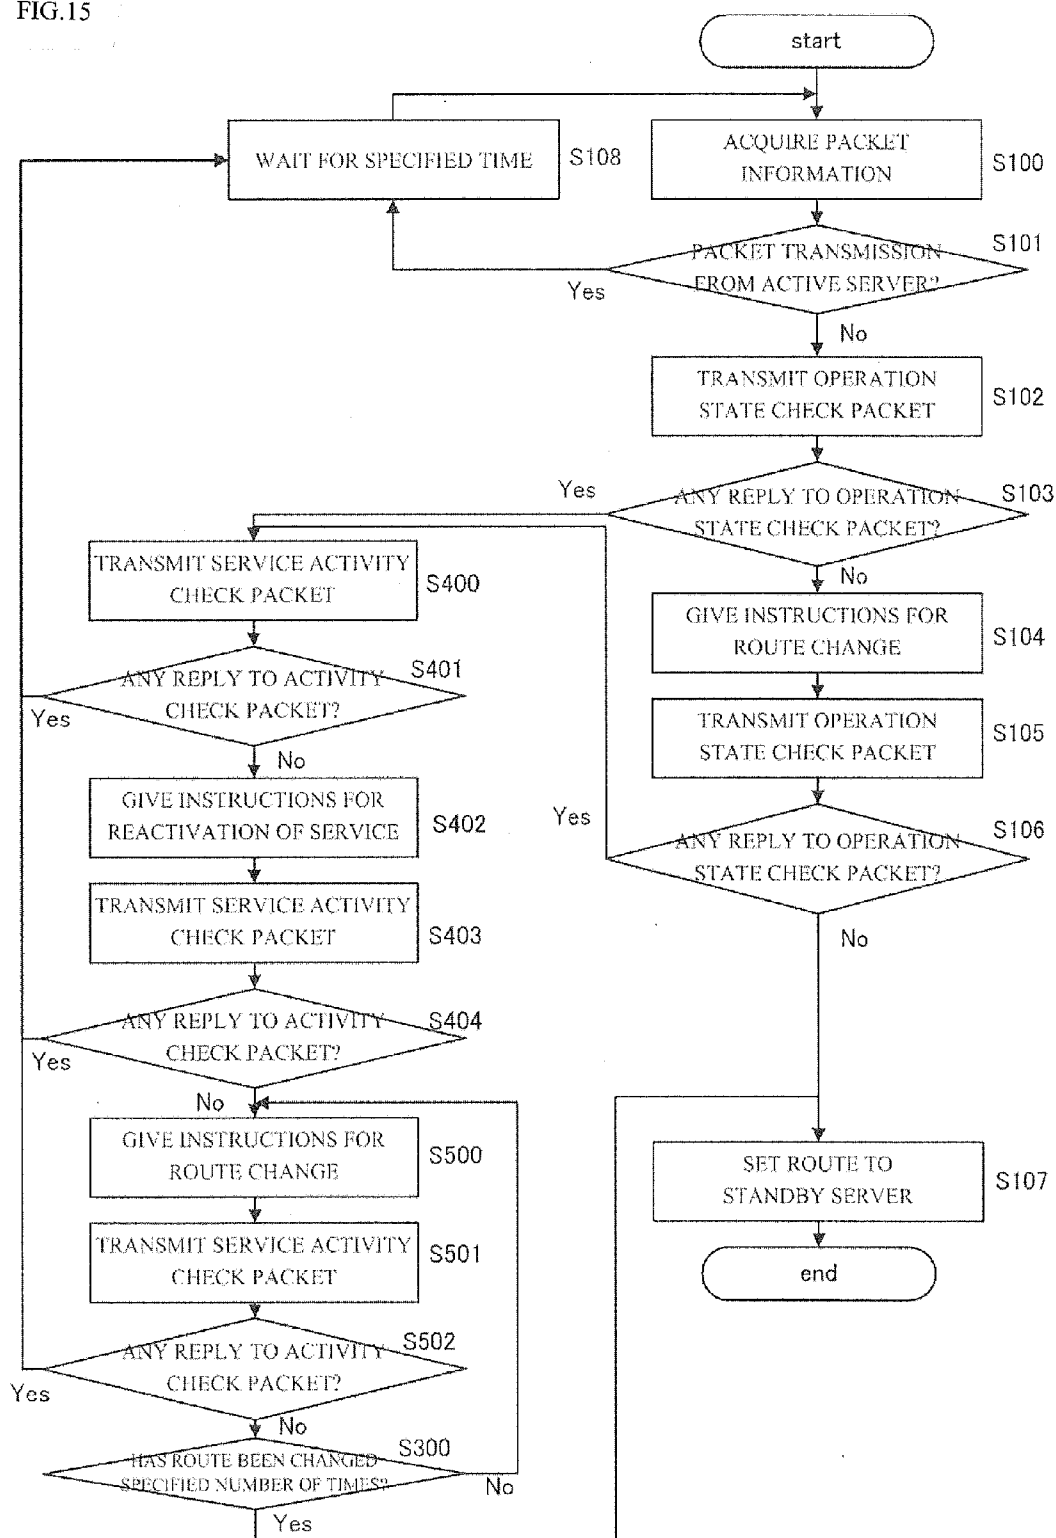 FIG.15
start
WAIT FOR SPECIFIED TIME
S108
ACQUIRE PACKET
INFORMATION
S100
PACKET TRANSMISSION
FROM ACTIVE SERVER?
S101
Yes
No
TRANSMIT OPERATION
STATE CHECK PACKET
S102
ANY REPLY TO OPERATION
STATE CHECK PACKET?
S103
Yes
No
TRANSMIT SERVICE ACTIVITY
CHECK PACKET
S400
GIVE INSTRUCTIONS FOR
ROUTE CHANGE
S104
ANY REPLY TO ACTIVITY
CHECK PACKET?
S401
Yes
No
TRANSMIT OPERATION
STATE CHECK PACKET
S105
GIVE INSTRUCTIONS FOR
REACTIVATION OF SERVICE
S402
ANY REPLY TO OPERATION
STATE CHECK PACKET?
S106
Yes
No
TRANSMIT SERVICE ACTIVITY
CHECK PACKET
S403
ANY REPLY TO ACTIVITY
CHECK PACKET?
S404
Yes
No
GIVE INSTRUCTIONS FOR
ROUTE CHANGE
S500
SET ROUTE TO
STANDBY SERVER
S107
TRANSMIT SERVICE ACTIVITY
CHECK PACKET
S501
end
ANY REPLY TO ACTIVITY
CHECK PACKET?
S502
Yes
No
HAS ROUTE BEEN CHANGED
SPECIFIED NUMBER OF TIMES?
S300
No
Yes